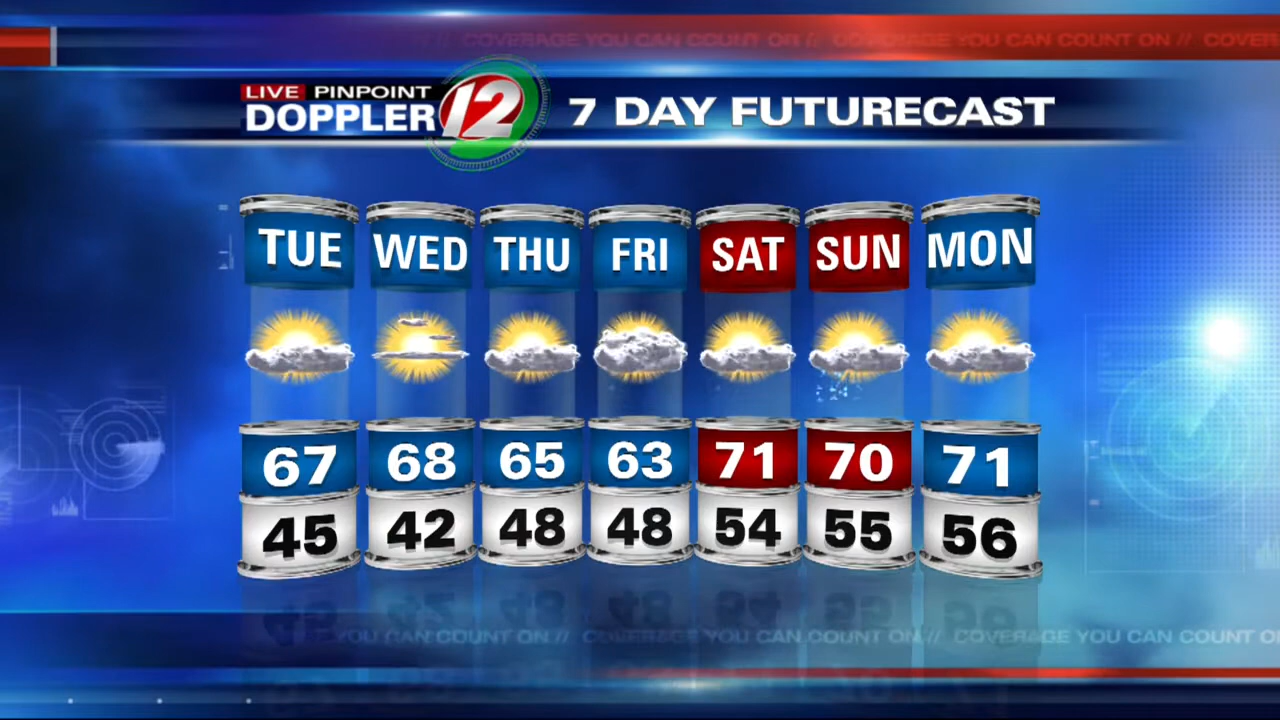 COVERAGE YOU CAN COUNT ON // COVERAGE YOU CAN COUNT ON //
LIVE PINPOINT
DOPPLER 12
7 DAY FUTURECAST
TUE WED THU FRI SAT SUN MON
67 68 65 63 71 70 71
45 42 48 48 54 55 56
YOU CAN COUNT ON // COVERAGE YOU CAN COUNT ON // COVERAGE YOU CAN COUNT